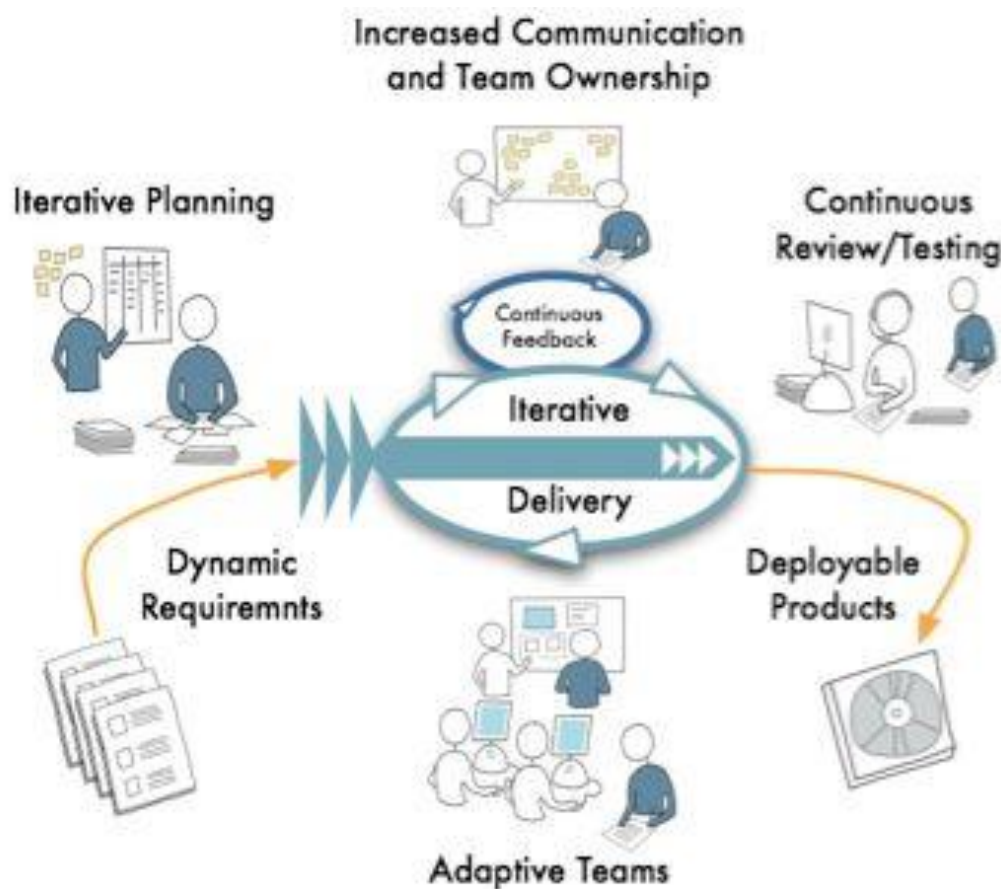 Increased Communication
and Team Ownership
Iterative Planning
Continuous
Review/Testing
Continuous
Feedback
Iterative
Delivery
Dynamic
Requiremnts
Deployable
Products
Adaptive Teams